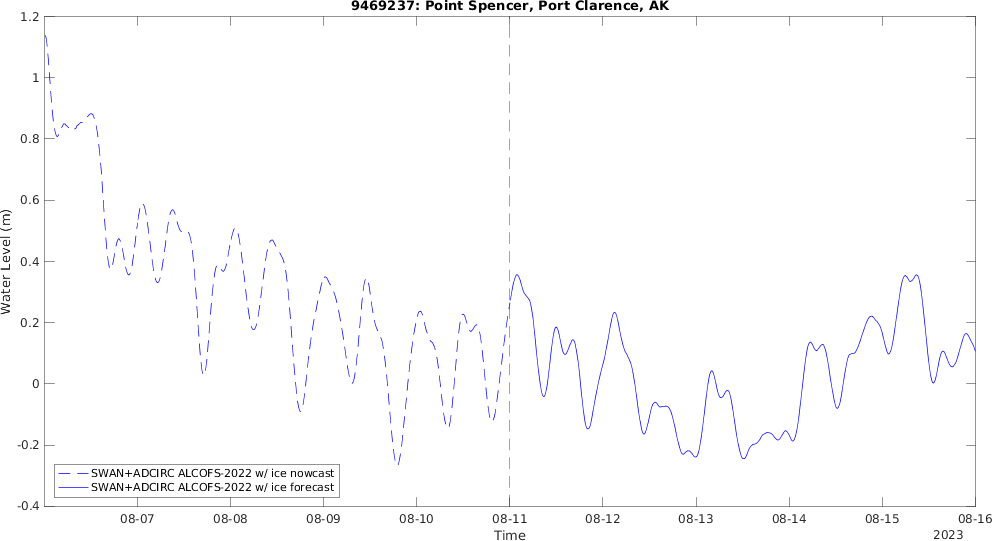 9469237: Point Spencer, Port Clarence, AK
1.2
1
0.8
0.6
0.4
0.2
0
-0.2
-0.4
Water Level (m)
SWAN+ADCIRC ALCOFS-2022 w/ ice nowcast
SWAN+ADCIRC ALCOFS-2022 w/ ice forecast
08-07 08-08 08-09 08-10 08-11 08-12 08-13 08-14 08-15 08-16
Time
2023